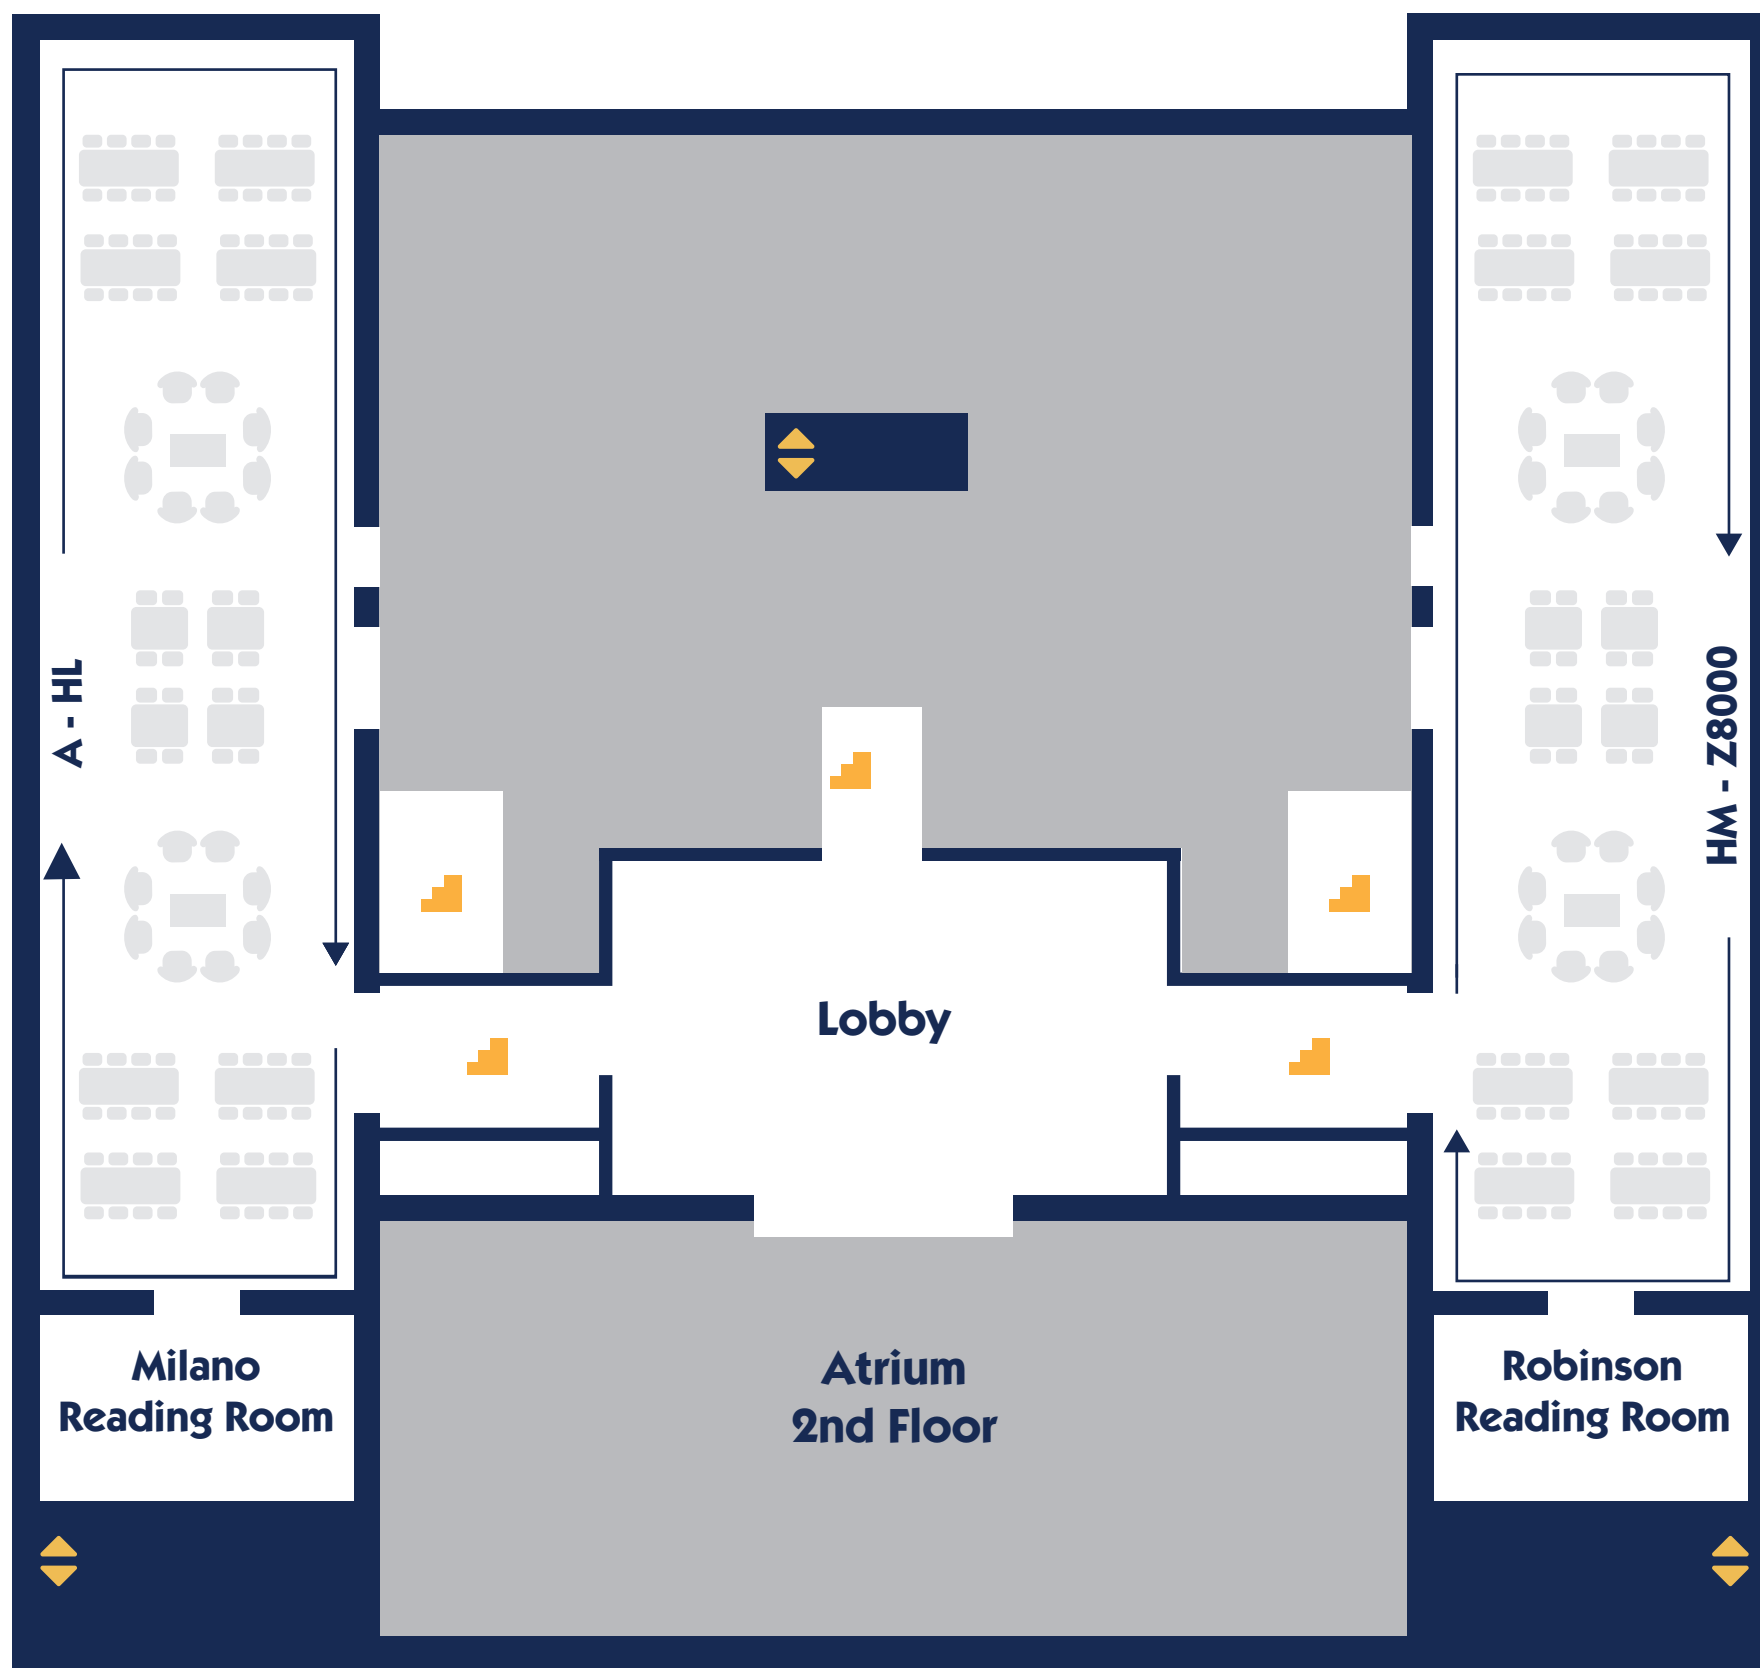 A - HL
HM - Z8000
Lobby
Milano
Reading Room
Atrium
2nd Floor
Robinson
Reading Room